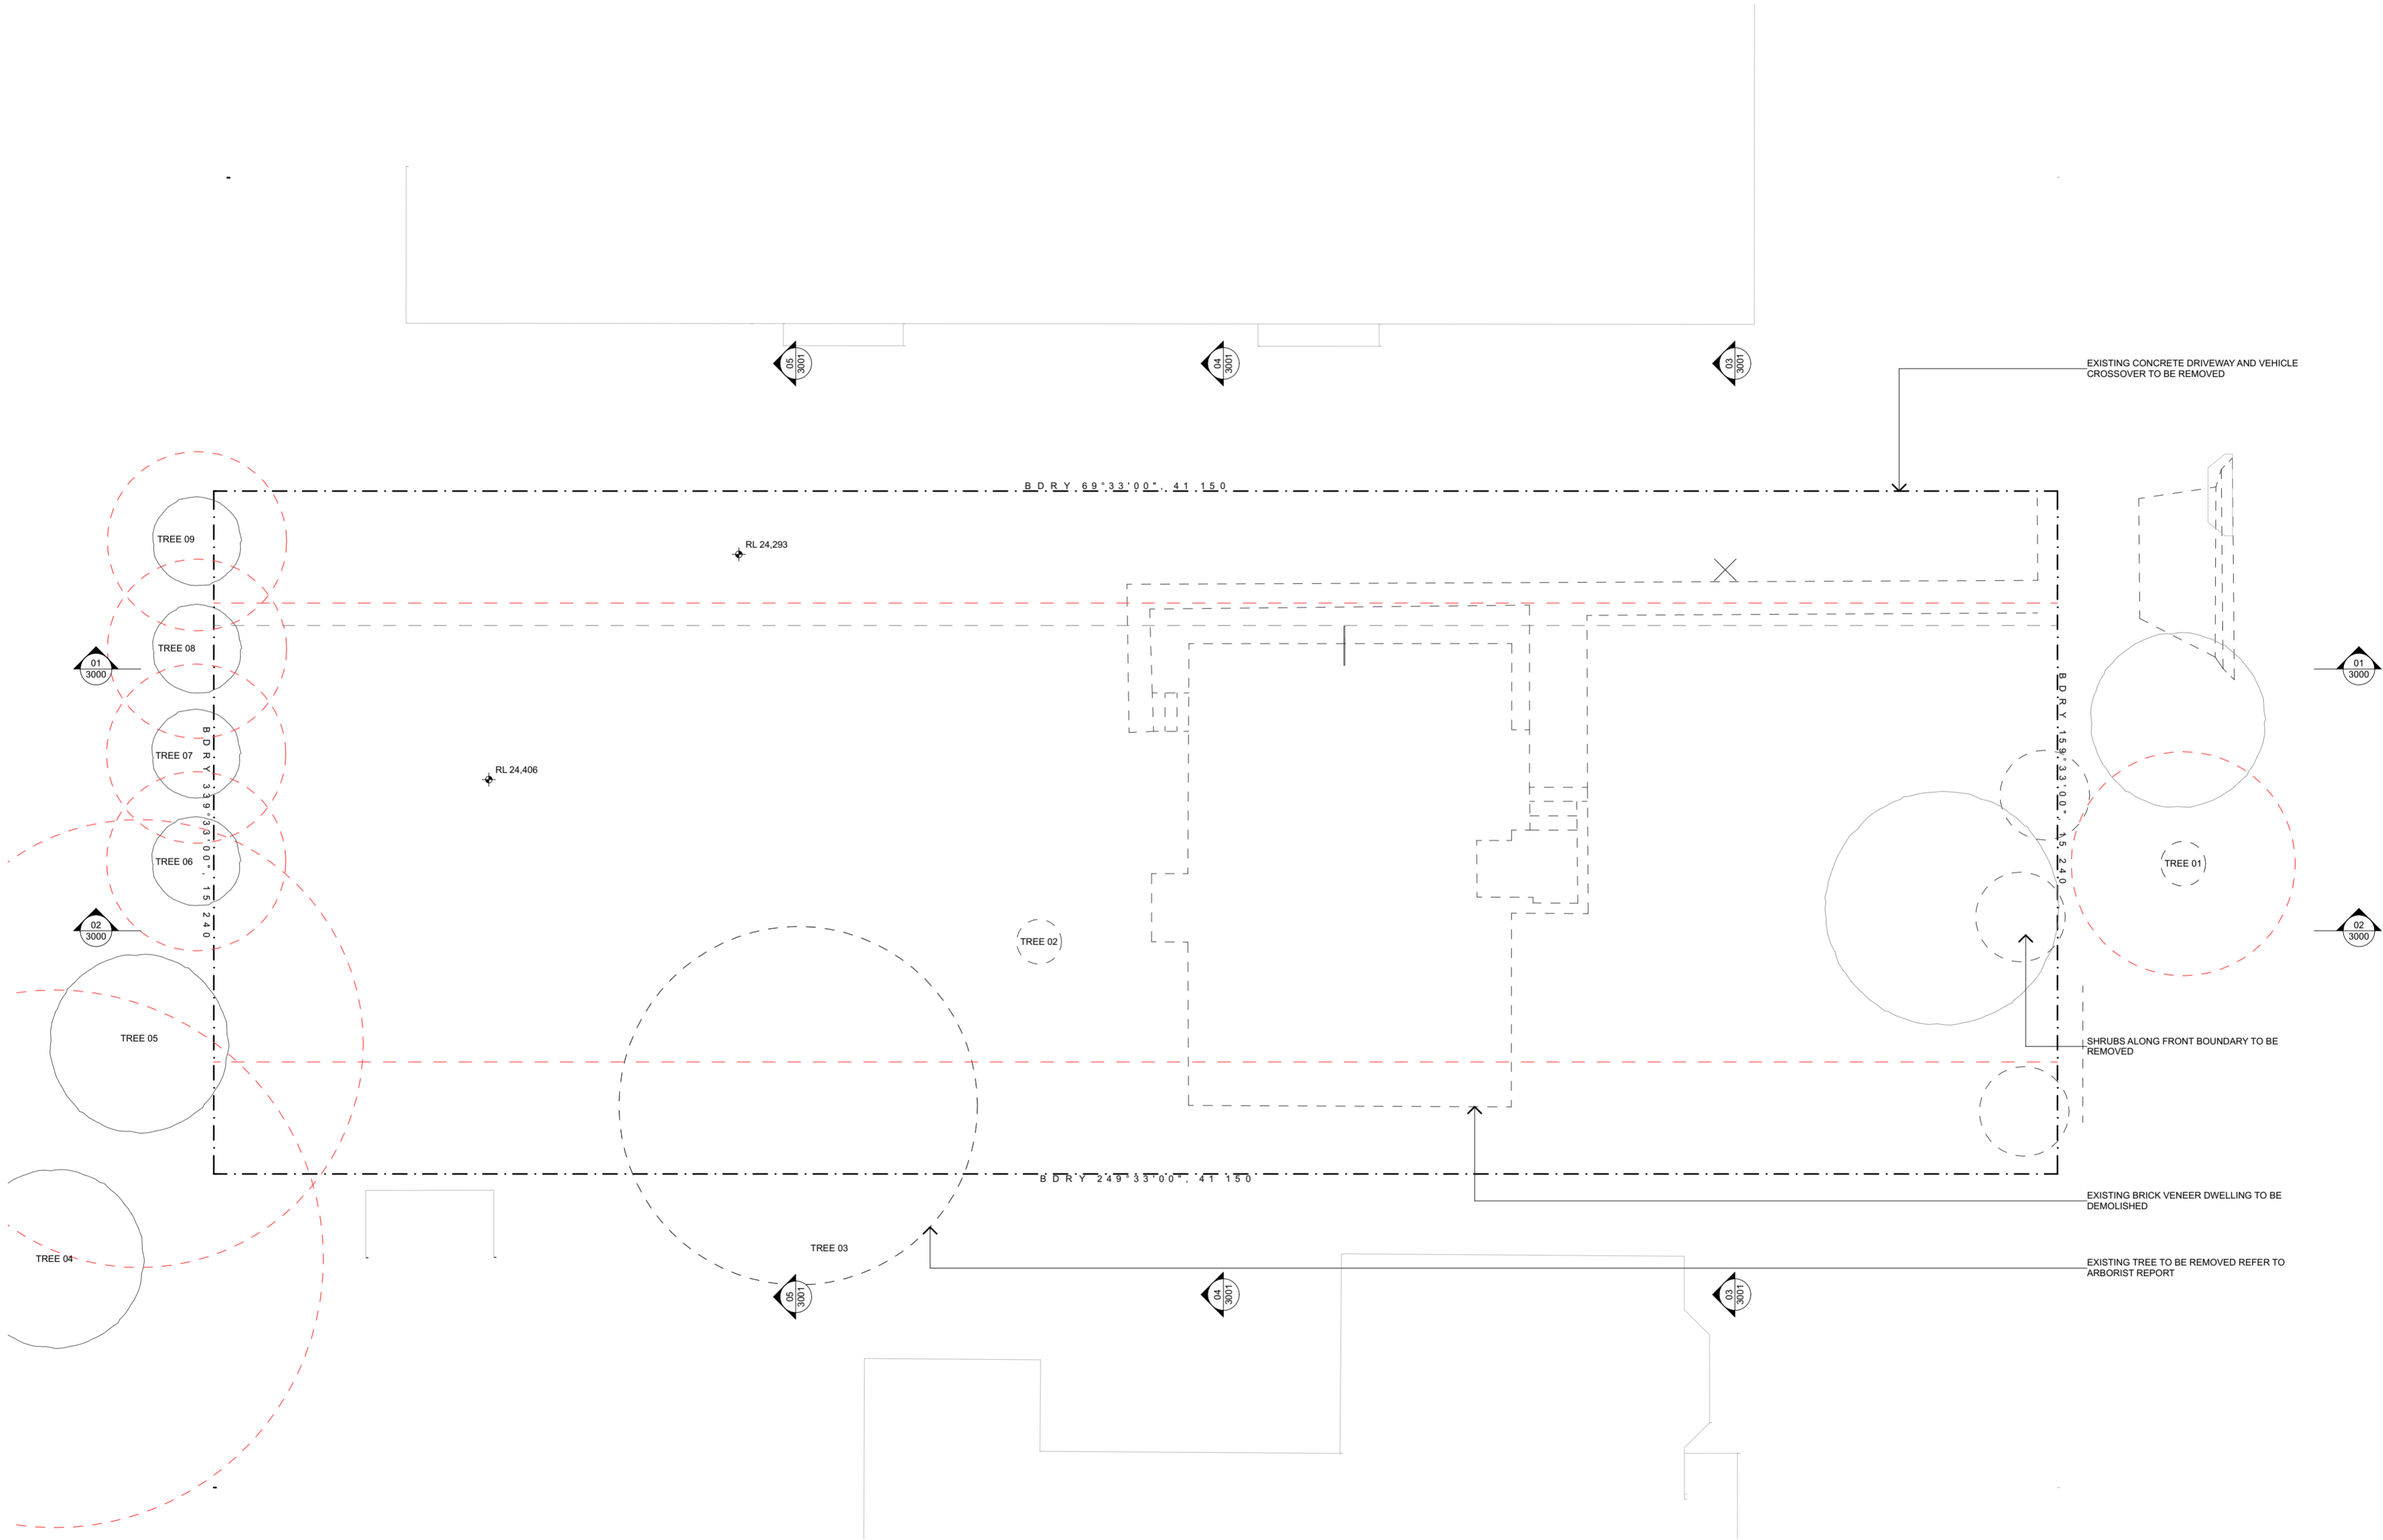 05
3001
04
3001
03
3001
EXISTING CONCRETE DRIVEWAY AND VEHICLE
CROSSOVER TO BE REMOVED
BDRY 69°33'00", 41 150
TREE 09
RL 24,293
TREE 08
01
3000
01
3000
BDRY 159°33'00", 15 240
TREE 07
BDRY 339°33'00", 15 240
RL 24,406
TREE 06
TREE 01
02
3000
TREE 02
02
3000
TREE 05
SHRUBS ALONG FRONT BOUNDARY TO BE
REMOVED
BDRY 249°33'00", 41 150
EXISTING BRICK VENEER DWELLING TO BE
DEMOLISHED
TREE 03
TREE 04
EXISTING TREE TO BE REMOVED REFER TO
ARBORIST REPORT
05
3001
04
3001
03
3001